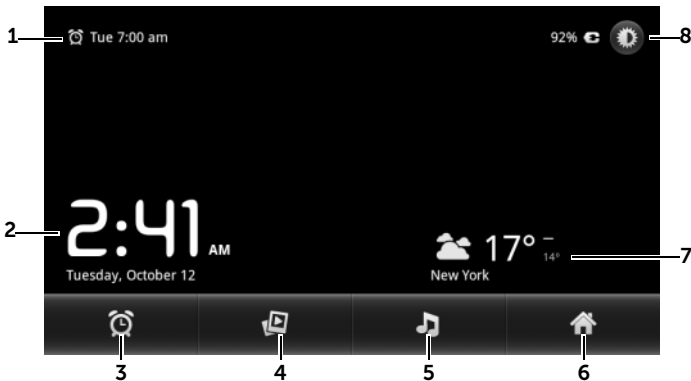 1 Tue 7:00 am 92% 8
2 2:41 AM 17° – 14° 7
Tuesday, October 12 New York
3 4 5 6